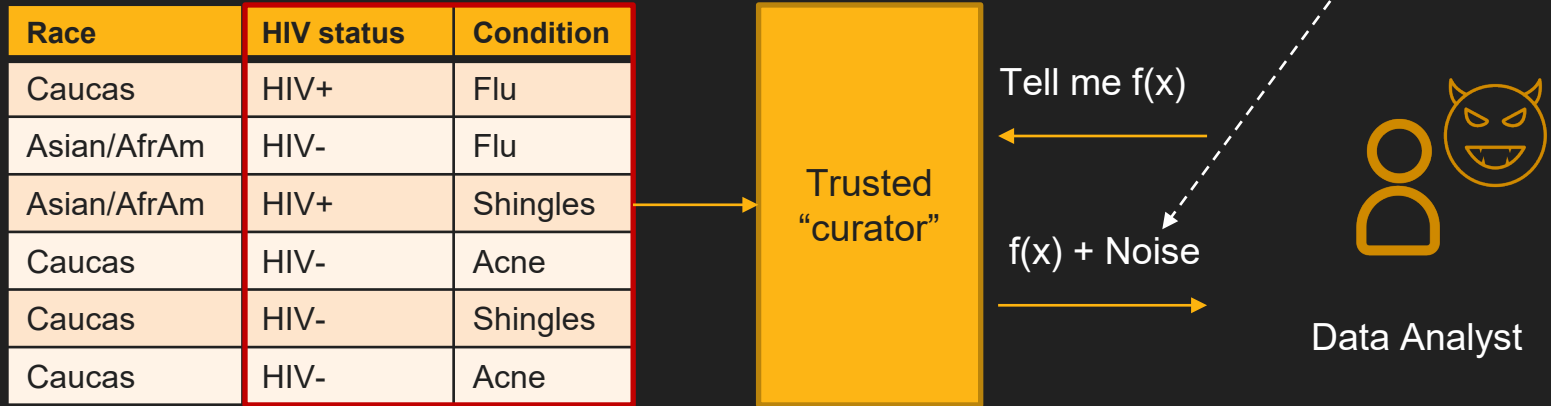 Race HIV status Condition
Caucas HIV+ Flu
Asian/AfrAm HIV- Flu
Asian/AfrAm HIV+ Shingles
Caucas HIV- Acne
Caucas HIV- Shingles
Caucas HIV- Acne
Trusted
“curator”
Tell me f(x)
f(x) + Noise
Data Analyst